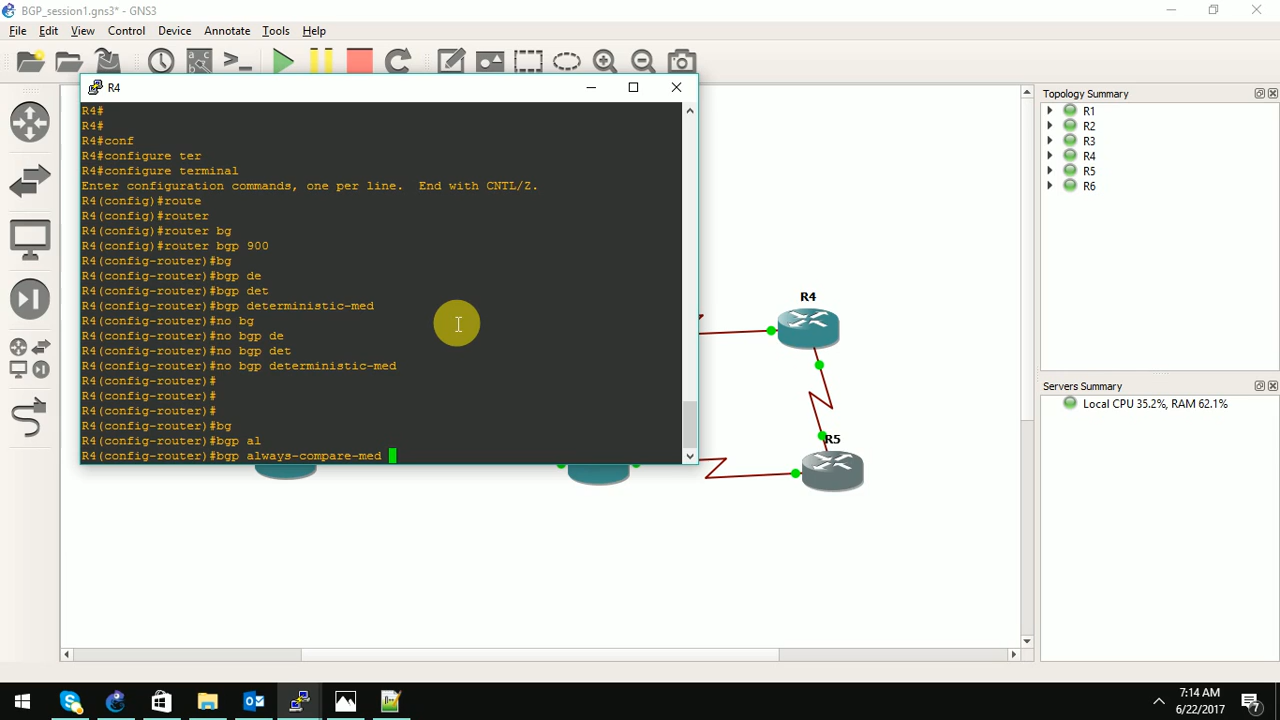 BGP_session1.gns3* - GNS3
File Edit View Control Device Annotate Tools Help
R4
R4#
R4#
R4#conf
R4#configure ter
R4#configure terminal
Enter configuration commands, one per line. End with CNTL/Z.
R4(config)#route
R4(config)#router
R4(config)#router bg
R4(config)#router bgp 900
R4(config-router)#bg
R4(config-router)#bgp de
R4(config-router)#bgp det
R4(config-router)#bgp deterministic-med
R4(config-router)#no bg
R4(config-router)#no bgp de
R4(config-router)#no bgp det
R4(config-router)#no bgp deterministic-med
R4(config-router)#
R4(config-router)#
R4(config-router)#
R4(config-router)#bg
R4(config-router)#bgp al
R4(config-router)#bgp always-compare-med
R4
R5
Topology Summary
R1
R2
R3
R4
R5
R6
Servers Summary
Local CPU 35.2%, RAM 62.1%
7:14 AM
6/22/2017
7